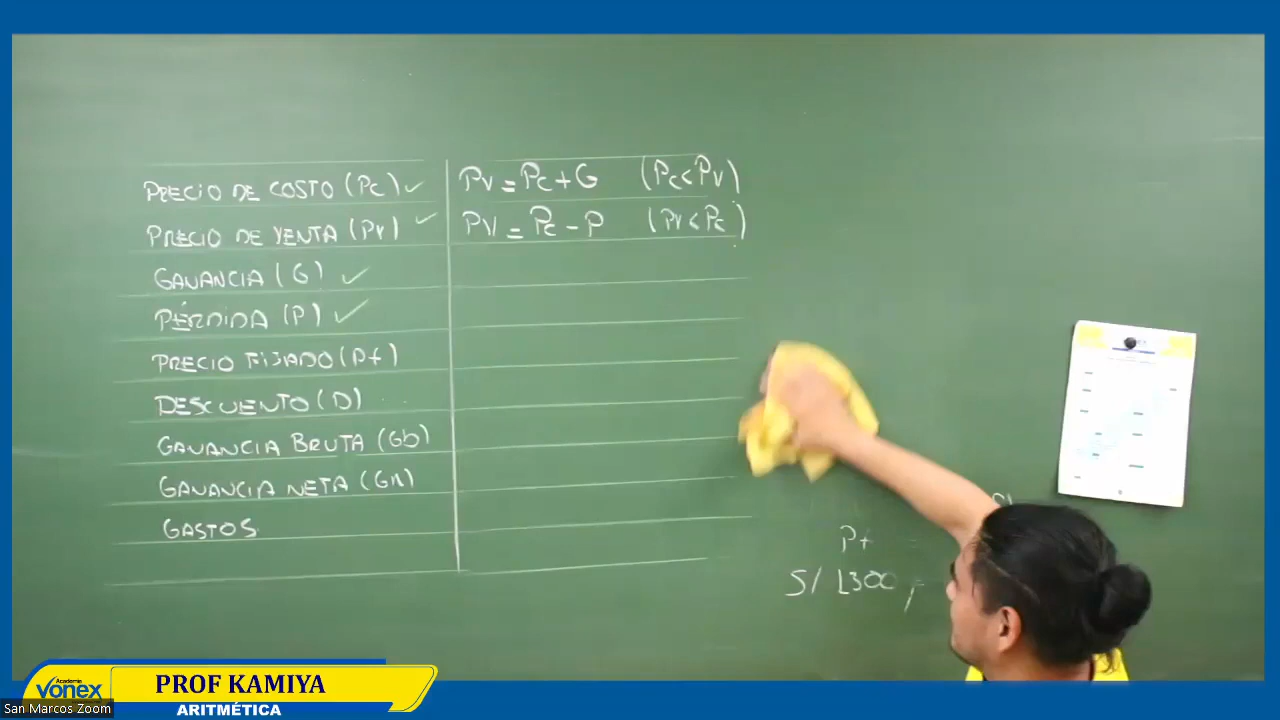 PRECIO DE COSTO (Pc) ✓
PV = Pc + G (Pc < PV)
PRECIO DE VENTA (PV) ✓
PV = Pc - P (PV < Pc)
GANANCIA (G) ✓
PÉRDIDA (P) ✓
PRECIO FIJADO (Pf)
DESCUENTO (D)
GANANCIA BRUTA (Gb)
GANANCIA NETA (GN)
GASTOS
Pf
S/ 1300
Academia
vonex
PROF KAMIYA
ARITMÉTICA
San Marcos Zoom